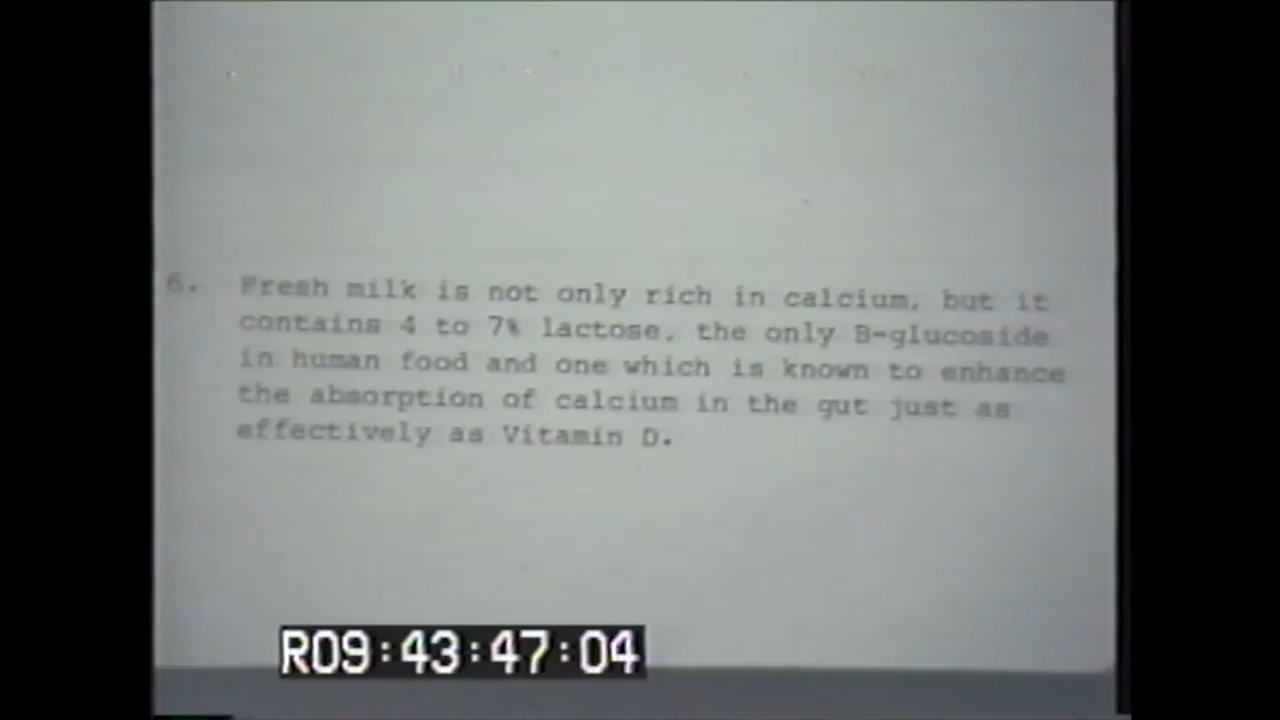 6. Fresh milk is not only rich in calcium, but it
contains 4 to 7% lactose, the only B-glucoside
in human food and one which is known to enhance
the absorption of calcium in the gut just as
effectively as Vitamin D.
R09:43:47:04